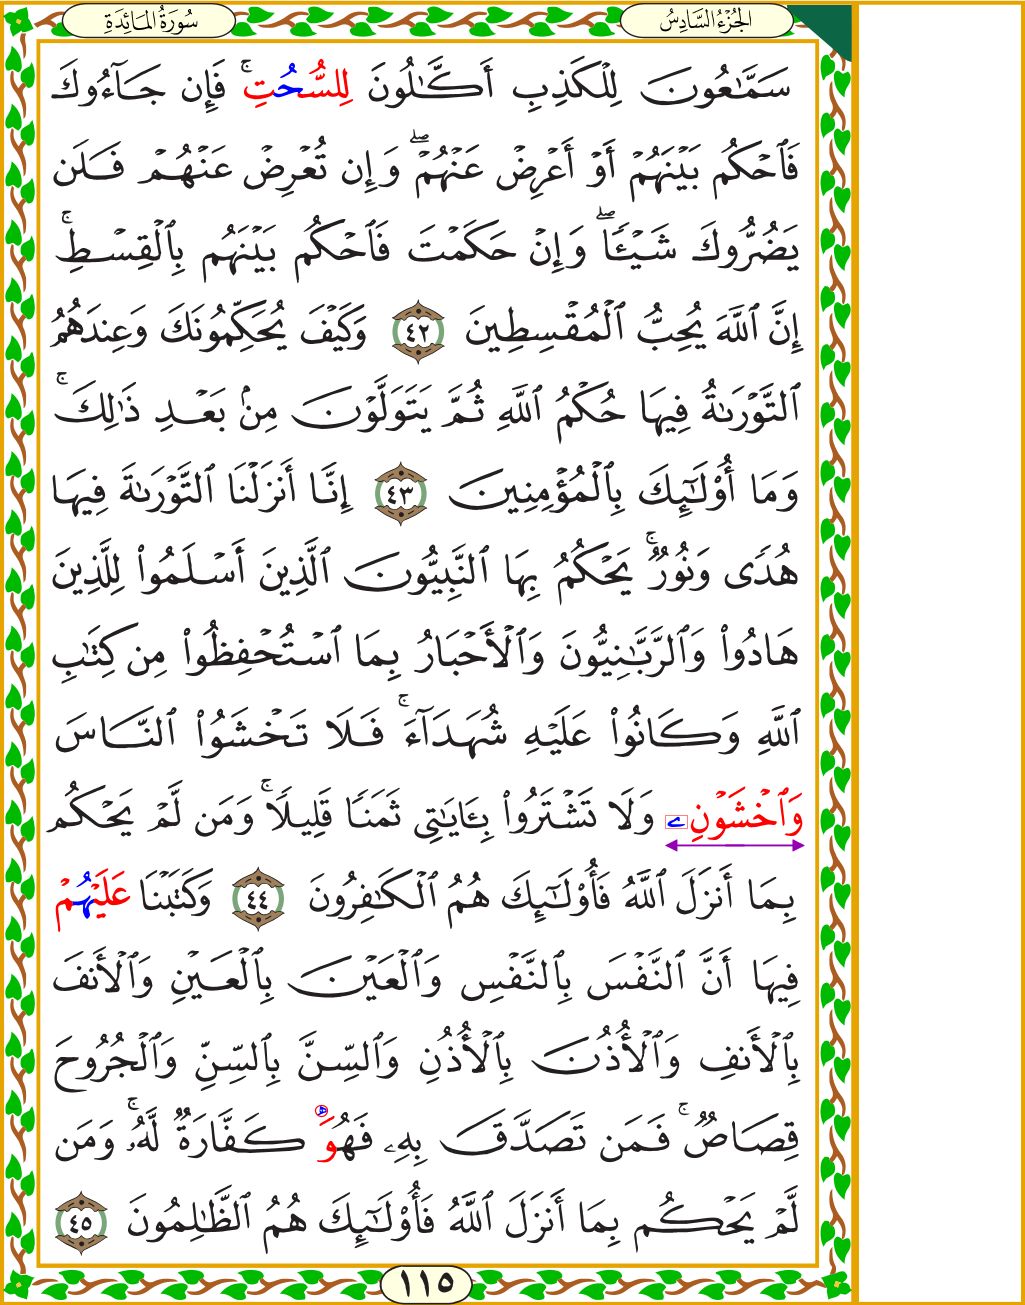 الجُزْءُ السَّادِسُ
سُورَةُ المَائِدَةِ
سَمَّٰعُونَ لِلْكَذِبِ أَكَّٰلُونَ لِلسُّحُتِ ۚ فَإِن جَآءُوكَ
فَٱحْكُم بَيْنَهُمْ أَوْ أَعْرِضْ عَنْهُمْ ۖ وَإِن تُعْرِضْ عَنْهُمْ فَلَن
يَضُرُّوكَ شَيْـًٔا ۖ وَإِنْ حَكَمْتَ فَٱحْكُم بَيْنَهُم بِٱلْقِسْطِ ۚ
إِنَّ ٱللَّهَ يُحِبُّ ٱلْمُقْسِطِينَ ٤٢ وَكَيْفَ يُحَكِّمُونَكَ وَعِندَهُمُ
ٱلتَّوْرَىٰةُ فِيهَا حُكْمُ ٱللَّهِ ثُمَّ يَتَوَلَّوْنَ مِنۢ بَعْدِ ذَٰلِكَ ۚ
وَمَا أُو۟لَٰٓئِكَ بِٱلْمُؤْمِنِينَ ٤٣ إِنَّا أَنزَلْنَا ٱلتَّوْرَىٰةَ فِيهَا
هُدًى وَنُورٌ ۚ يَحْكُمُ بِهَا ٱلنَّبِيُّونَ ٱلَّذِينَ أَسْلَمُوا۟ لِلَّذِينَ
هَادُوا۟ وَٱلرَّبَّٰنِيُّونَ وَٱلْأَحْبَارُ بِمَا ٱسْتُحْفِظُوا۟ مِن كِتَٰبِ
ٱللَّهِ وَكَانُوا۟ عَلَيْهِ شُهَدَآءَ ۚ فَلَا تَخْشَوُا۟ ٱلنَّاسَ
وَٱخْشَوْنِۦ وَلَا تَشْتَرُوا۟ بِـَٔايَٰتِى ثَمَنًا قَلِيلًا ۚ وَمَن لَّمْ يَحْكُم
بِمَا أَنزَلَ ٱللَّهُ فَأُو۟لَٰٓئِكَ هُمُ ٱلْكَٰفِرُونَ ٤٤ وَكَتَبْنَا عَلَيْهُمْ
فِيهَا أَنَّ ٱلنَّفْسَ بِٱلنَّفْسِ وَٱلْعَيْنَ بِٱلْعَيْنِ وَٱلْأَنفَ
بِٱلْأَنفِ وَٱلْأُذُنَ بِٱلْأُذُنِ وَٱلسِّنَّ بِٱلسِّنِّ وَٱلْجُرُوحَ
قِصَاصٌ ۚ فَمَن تَصَدَّقَ بِهِۦ فَهُوَ ه كَفَّارَةٌ لَّهُۥ ۚ وَمَن
لَّمْ يَحْكُم بِمَا أَنزَلَ ٱللَّهُ فَأُو۟لَٰٓئِكَ هُمُ ٱلظَّٰلِمُونَ ٤٥
١١٥